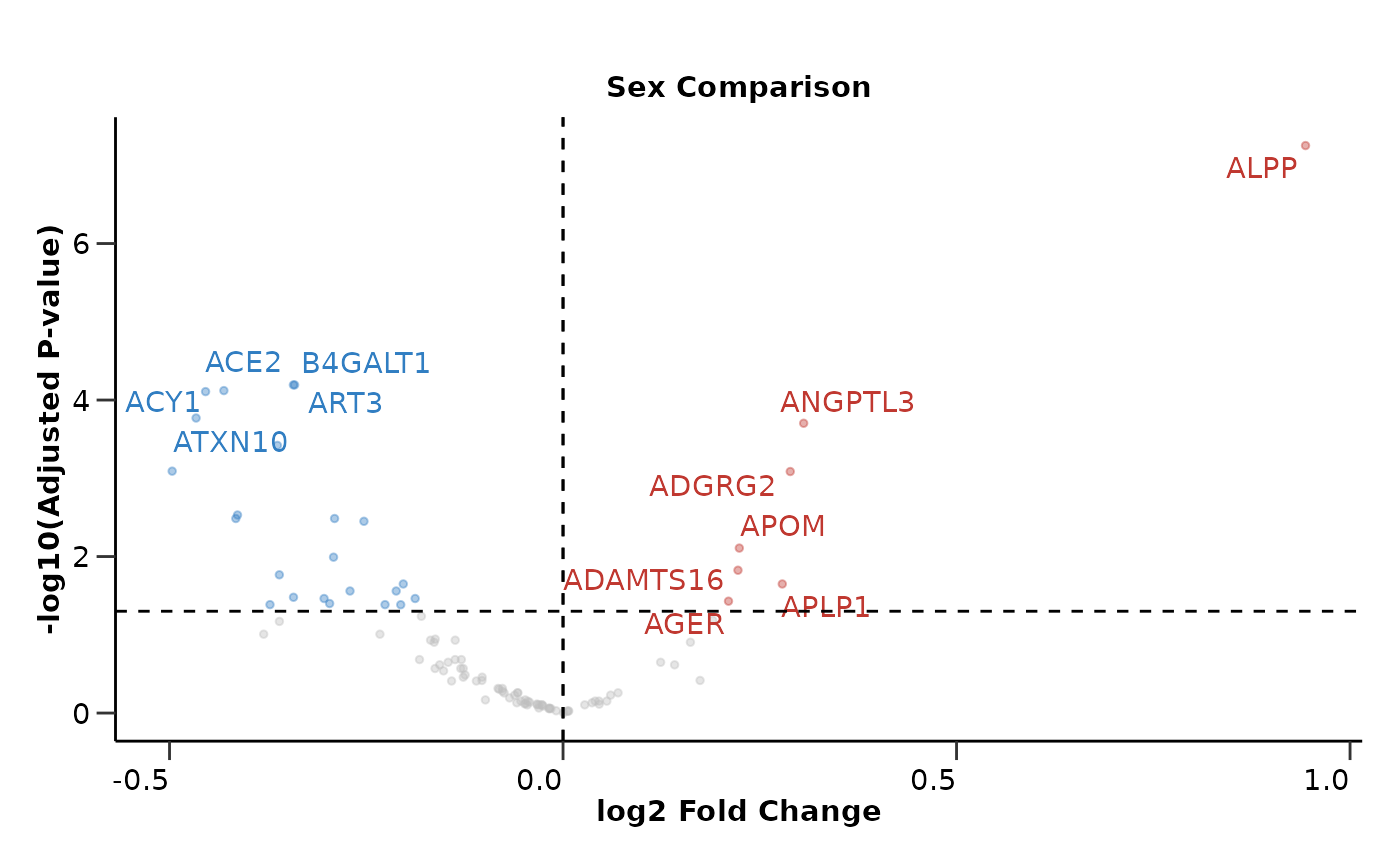 Sex Comparison
ALPP
-log10(Adjusted P-value)
6
4
2
0
ACE2
B4GALT1
ACY1
ART3
ATXN10
ANGPTL3
ADGRG2
APOM
ADAMTS16
APLP1
AGER
-0.5
0.0
0.5
1.0
log2 Fold Change